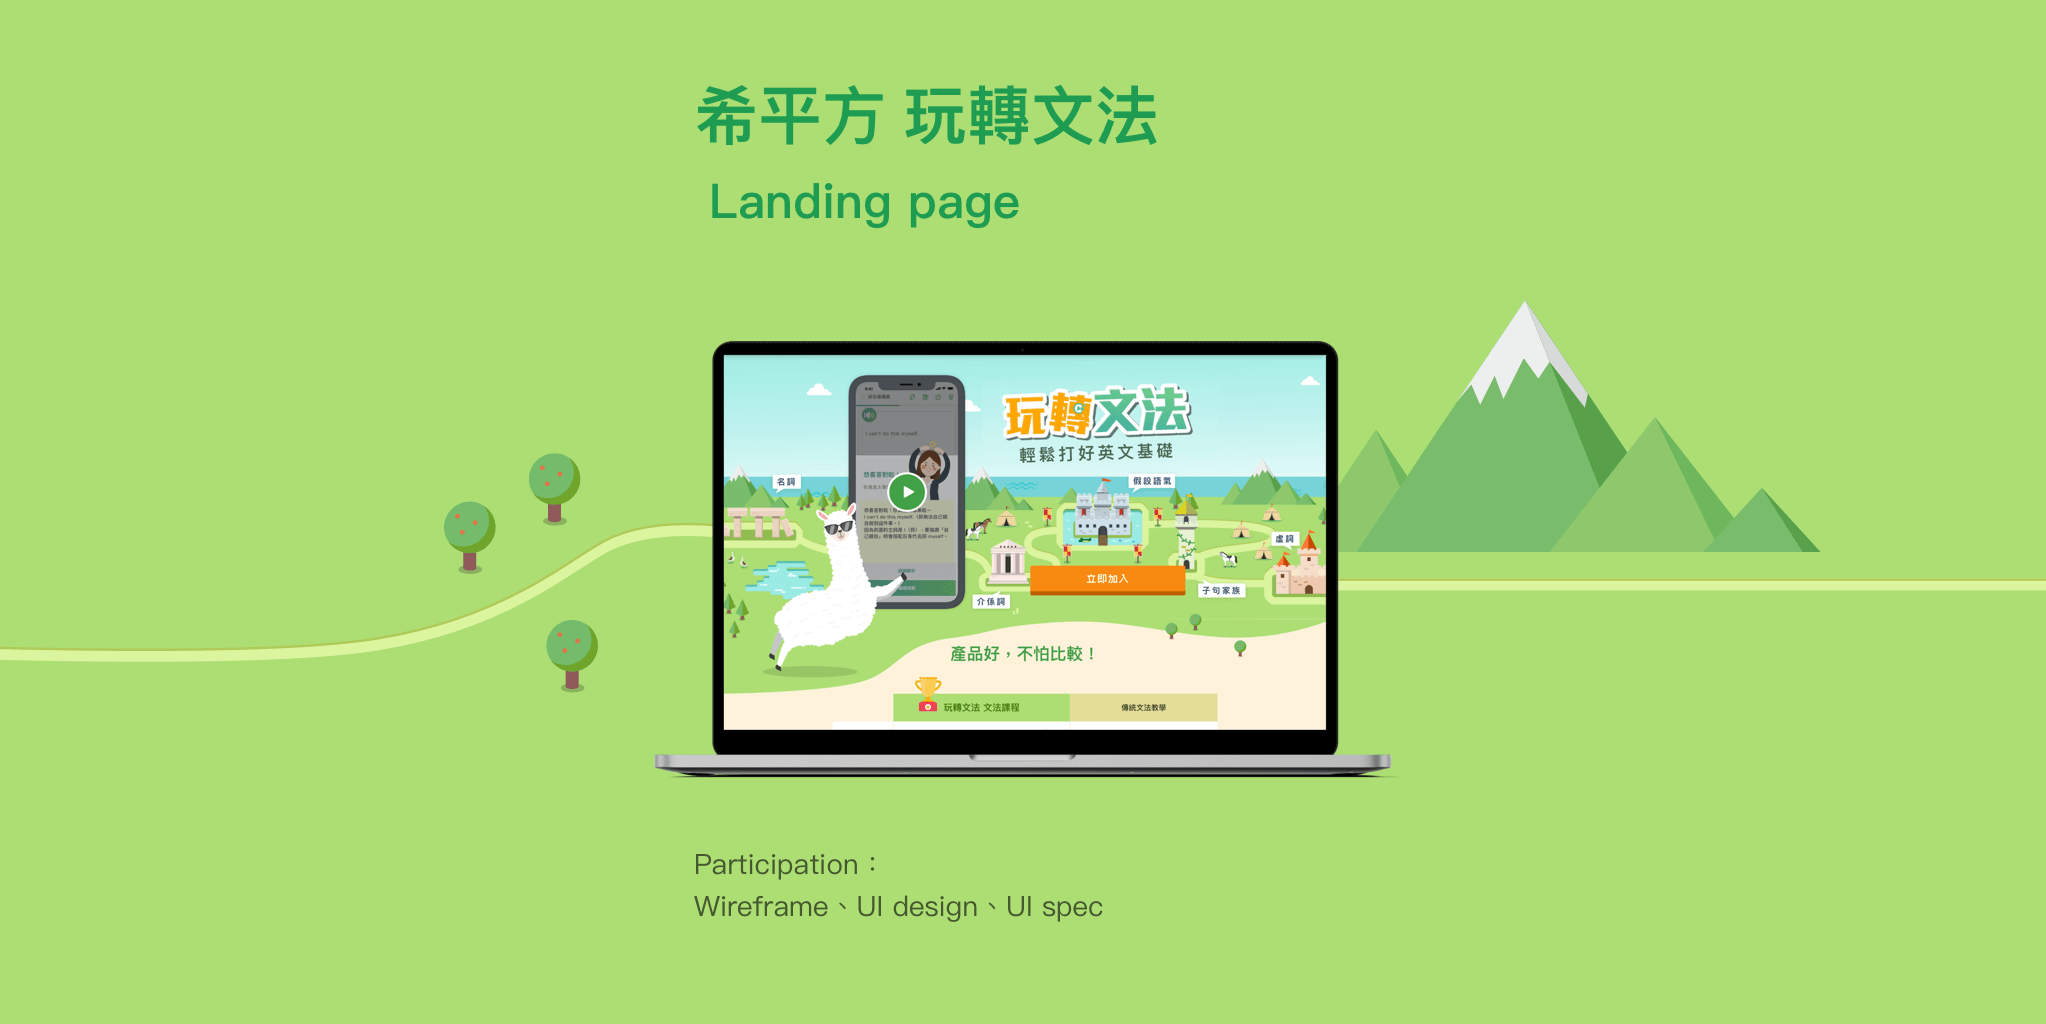 希平方 玩轉文法
Landing page
玩轉文法
輕鬆打好英文基礎
名詞
假設語氣
虛詞
子句家族
介係詞
立即加入
I can't do this myself.
產品好，不怕比較！
玩轉文法 文法課程
傳統文法教學
Participation：
Wireframe、UI design、UI spec